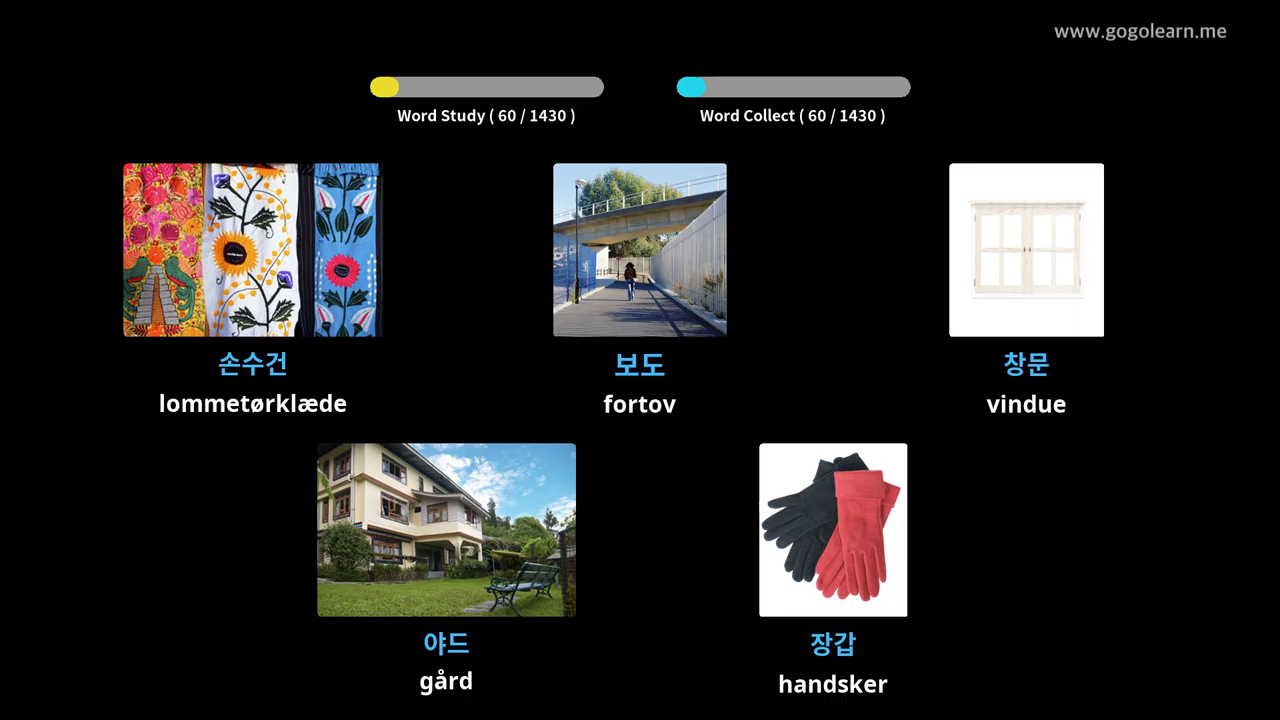 www.gogolearn.me
Word Study ( 60 / 1430 )
Word Collect ( 60 / 1430 )
손수건
lommetørklæde
보도
fortov
창문
vindue
야드
gård
장갑
handsker